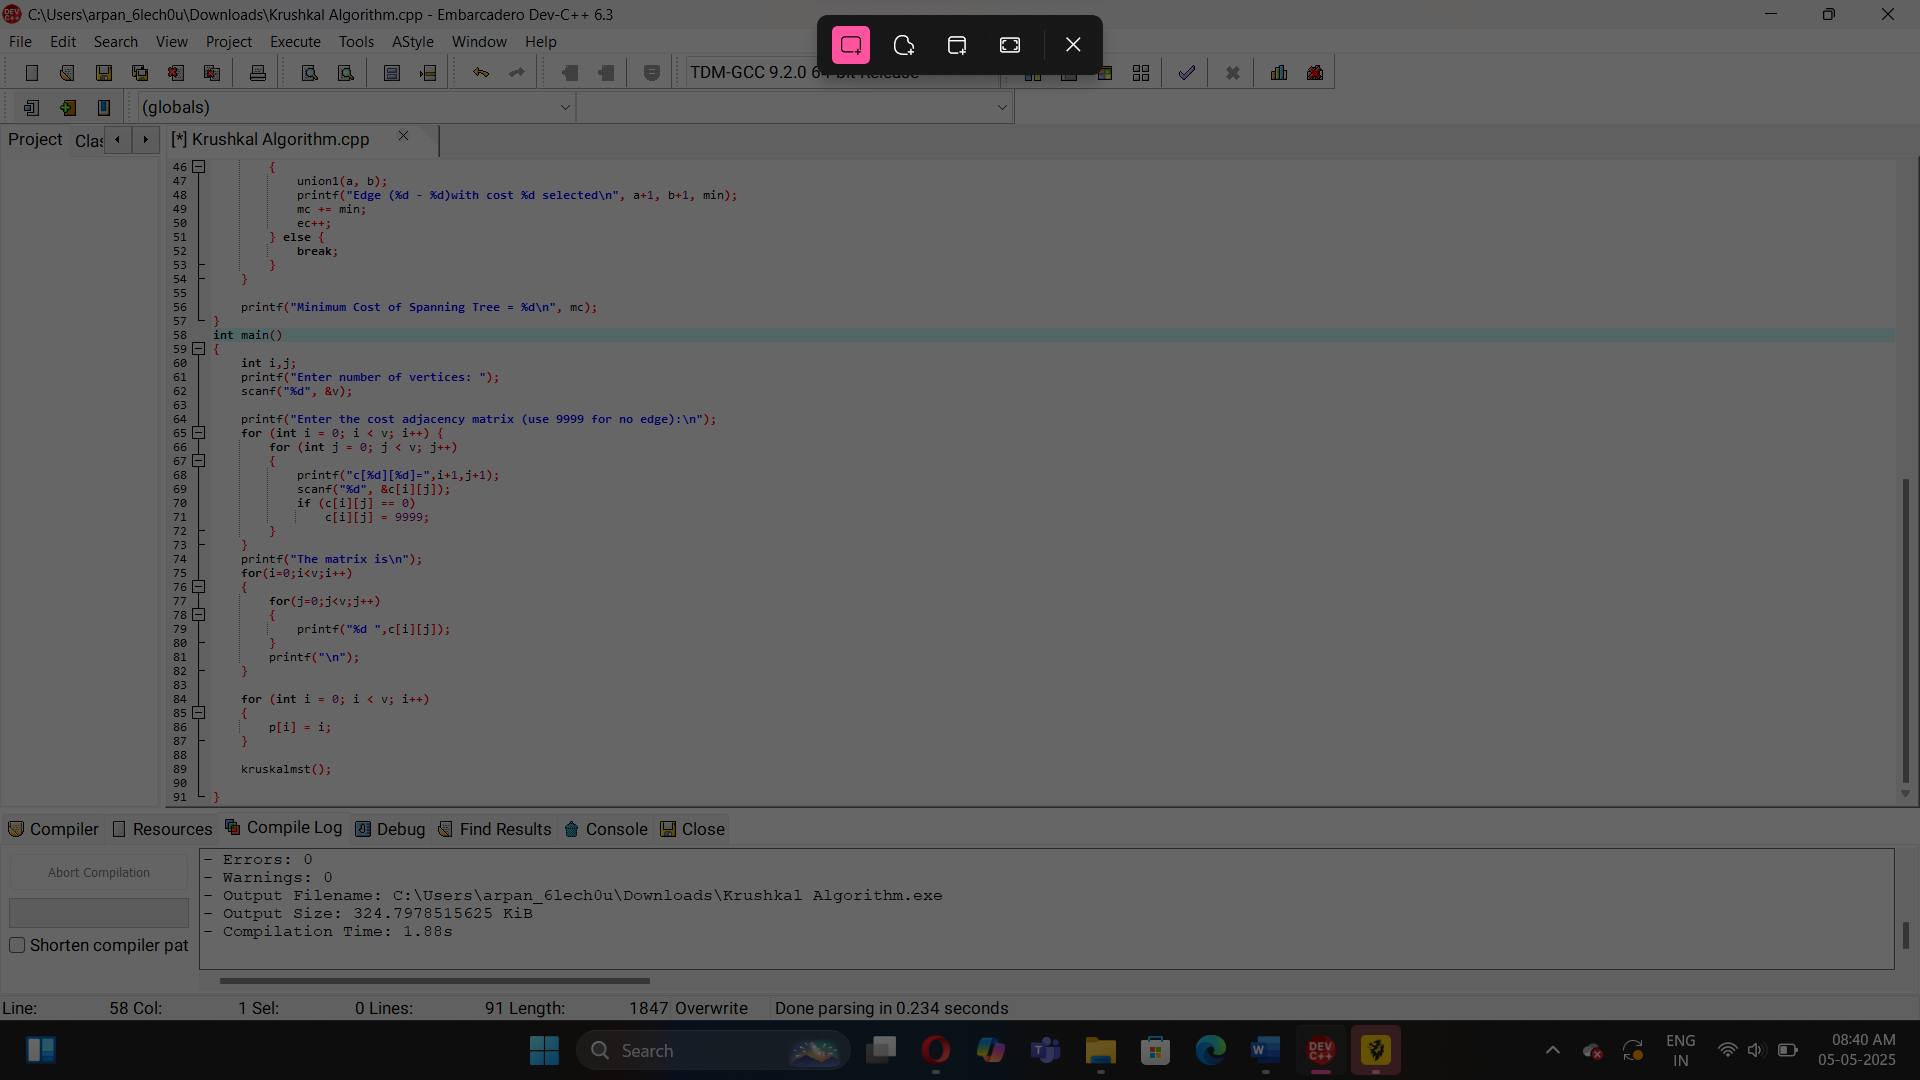 C:\Users\arpan_6lech0u\Downloads\Krushkal Algorithm.cpp - Embarcadero Dev-C++ 6.3
File Edit Search View Project Execute Tools AStyle Window Help
TDM-GCC 9.2.0 64-bit Release
(globals)
Project Clas [*] Krushkal Algorithm.cpp
46 {
47 union1(a, b);
48 printf("Edge (%d - %d)with cost %d selected\n", a+1, b+1, min);
49 mc += min;
50 ec++;
51 } else {
52 break;
53 }
54 }
55
56 printf("Minimum Cost of Spanning Tree = %d\n", mc);
57 }
58 int main()
59 {
60 int i,j;
61 printf("Enter number of vertices: ");
62 scanf("%d", &v);
63
64 printf("Enter the cost adjacency matrix (use 9999 for no edge):\n");
65 for (int i = 0; i < v; i++) {
66 for (int j = 0; j < v; j++)
67 {
68 printf("c[%d][%d]=",i+1,j+1);
69 scanf("%d", &c[i][j]);
70 if (c[i][j] == 0)
71 c[i][j] = 9999;
72 }
73 }
74 printf("The matrix is\n");
75 for(i=0;i<v;i++)
76 {
77 for(j=0;j<v;j++)
78 {
79 printf("%d ",c[i][j]);
80 }
81 printf("\n");
82 }
83
84 for (int i = 0; i < v; i++)
85 {
86 p[i] = i;
87 }
88
89 kruskalmst();
90
91 }
Compiler Resources Compile Log Debug Find Results Console Close
Abort Compilation
Shorten compiler pat
- Errors: 0
- Warnings: 0
- Output Filename: C:\Users\arpan_6lech0u\Downloads\Krushkal Algorithm.exe
- Output Size: 324.7978515625 KiB
- Compilation Time: 1.88s
Line: 58 Col: 1 Sel: 0 Lines: 91 Length: 1847 Overwrite Done parsing in 0.234 seconds
Search
DEV C++
ENG
IN
08:40 AM
05-05-2025